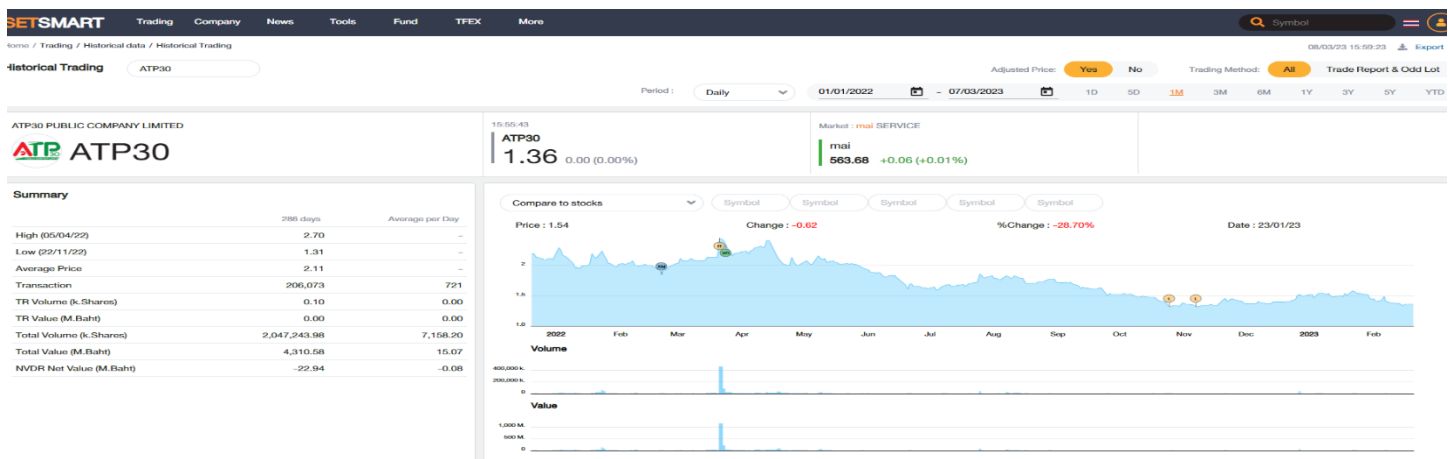 SETSMART Trading Company News Tools Fund TFEX More Symbol
Home / Trading / Historical data / Historical Trading 08/03/23 15:59:23 Export
Historical Trading ATP30 Adjusted Price: Yes No Trading Method: All Trade Report & Odd Lot
Period : Daily 01/01/2022 - 07/03/2023 1D 5D 1M 3M 6M 1Y 3Y 5Y YTD
ATP30 PUBLIC COMPANY LIMITED
ATP30 ATP30
15:55:43
ATP30
1.36 0.00 (0.00%)
Market : mai SERVICE
mai
563.68 +0.06 (+0.01%)
Summary
286 days Average per Day
High (05/04/22) 2.70 –
Low (22/11/22) 1.31 –
Average Price 2.11 –
Transaction 206,073 721
TR Volume (k.Shares) 0.10 0.00
TR Value (M.Baht) 0.00 0.00
Total Volume (k.Shares) 2,047,243.98 7,158.20
Total Value (M.Baht) 4,310.58 15.07
NVDR Net Value (M.Baht) -22.94 -0.08
Compare to stocks Symbol Symbol Symbol Symbol Symbol
Price : 1.54 Change : -0.62 %Change : -28.70% Date : 23/01/23
2
1.5
1.0
2022 Feb Mar Apr May Jun Jul Aug Sep Oct Nov Dec 2023 Feb
Volume
400,000 k.
200,000 k.
0
Value
1,000 M.
500 M.
0